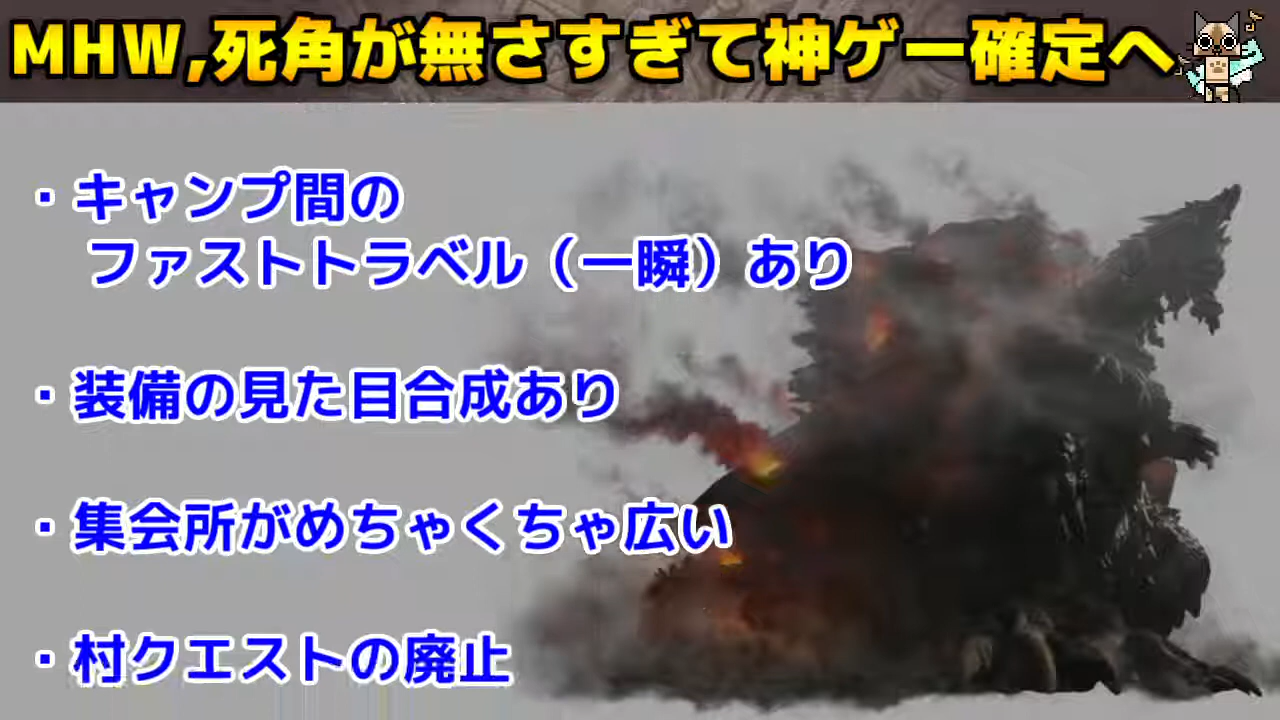 MHW,死角が無さすぎて神ゲー確定へ
・キャンプ間の
ファストトラベル（一瞬）あり
・装備の見た目合成あり
・集会所がめちゃくちゃ広い
・村クエストの廃止